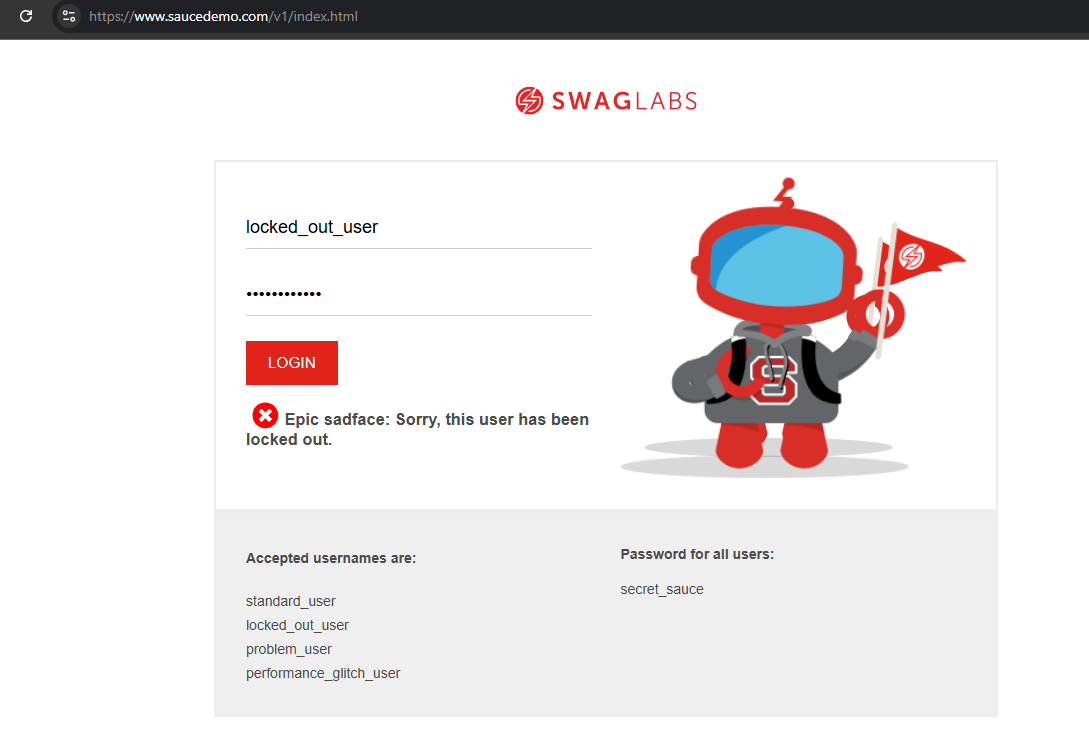 https://www.saucedemo.com/v1/index.html
SWAGLABS
locked_out_user
••••••••••••
LOGIN
Epic sadface: Sorry, this user has been
locked out.
Accepted usernames are:
standard_user
locked_out_user
problem_user
performance_glitch_user
Password for all users:
secret_sauce
S